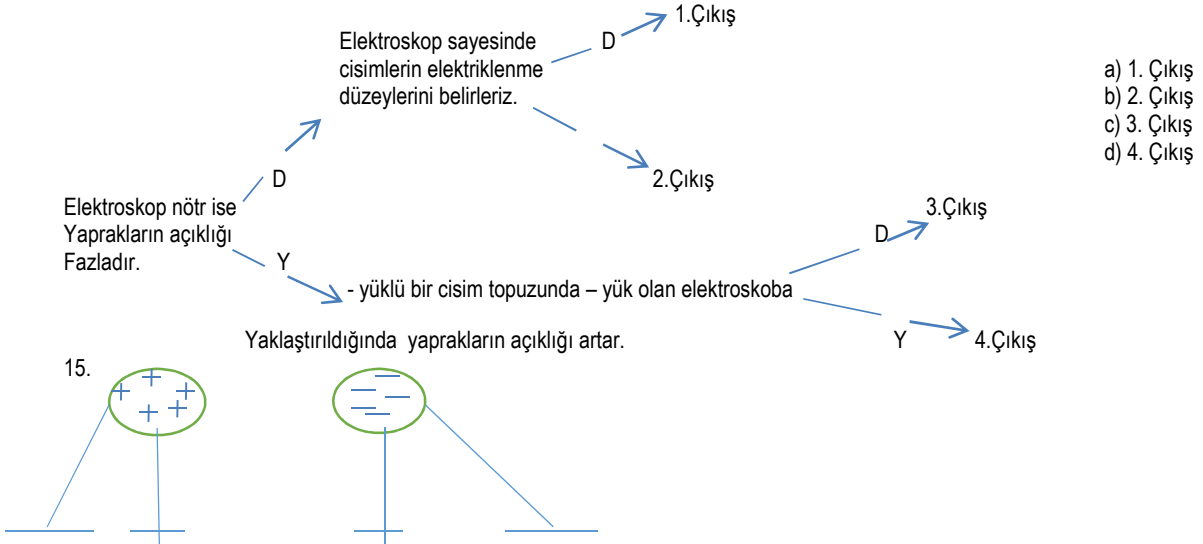 1.Çıkış
Elektroskop sayesinde
cisimlerin elektriklenme
düzeylerini belirleriz.
D
a) 1. Çıkış
b) 2. Çıkış
c) 3. Çıkış
d) 4. Çıkış
D
2.Çıkış
Elektroskop nötr ise
Yaprakların açıklığı
Fazladır.
3.Çıkış
D
Y
- yüklü bir cisim topuzunda – yük olan elektroskoba
Yaklaştırıldığında yaprakların açıklığı artar.
Y
4.Çıkış
15.